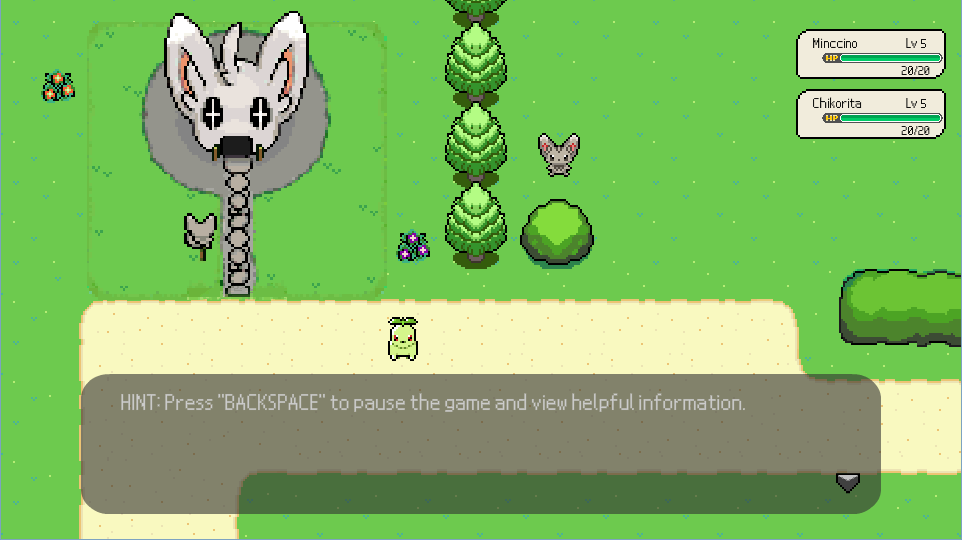 Minccino Lv 5
HP
20/20
Chikorita Lv 5
HP
20/20
HINT: Press "BACKSPACE" to pause the game and view helpful information.